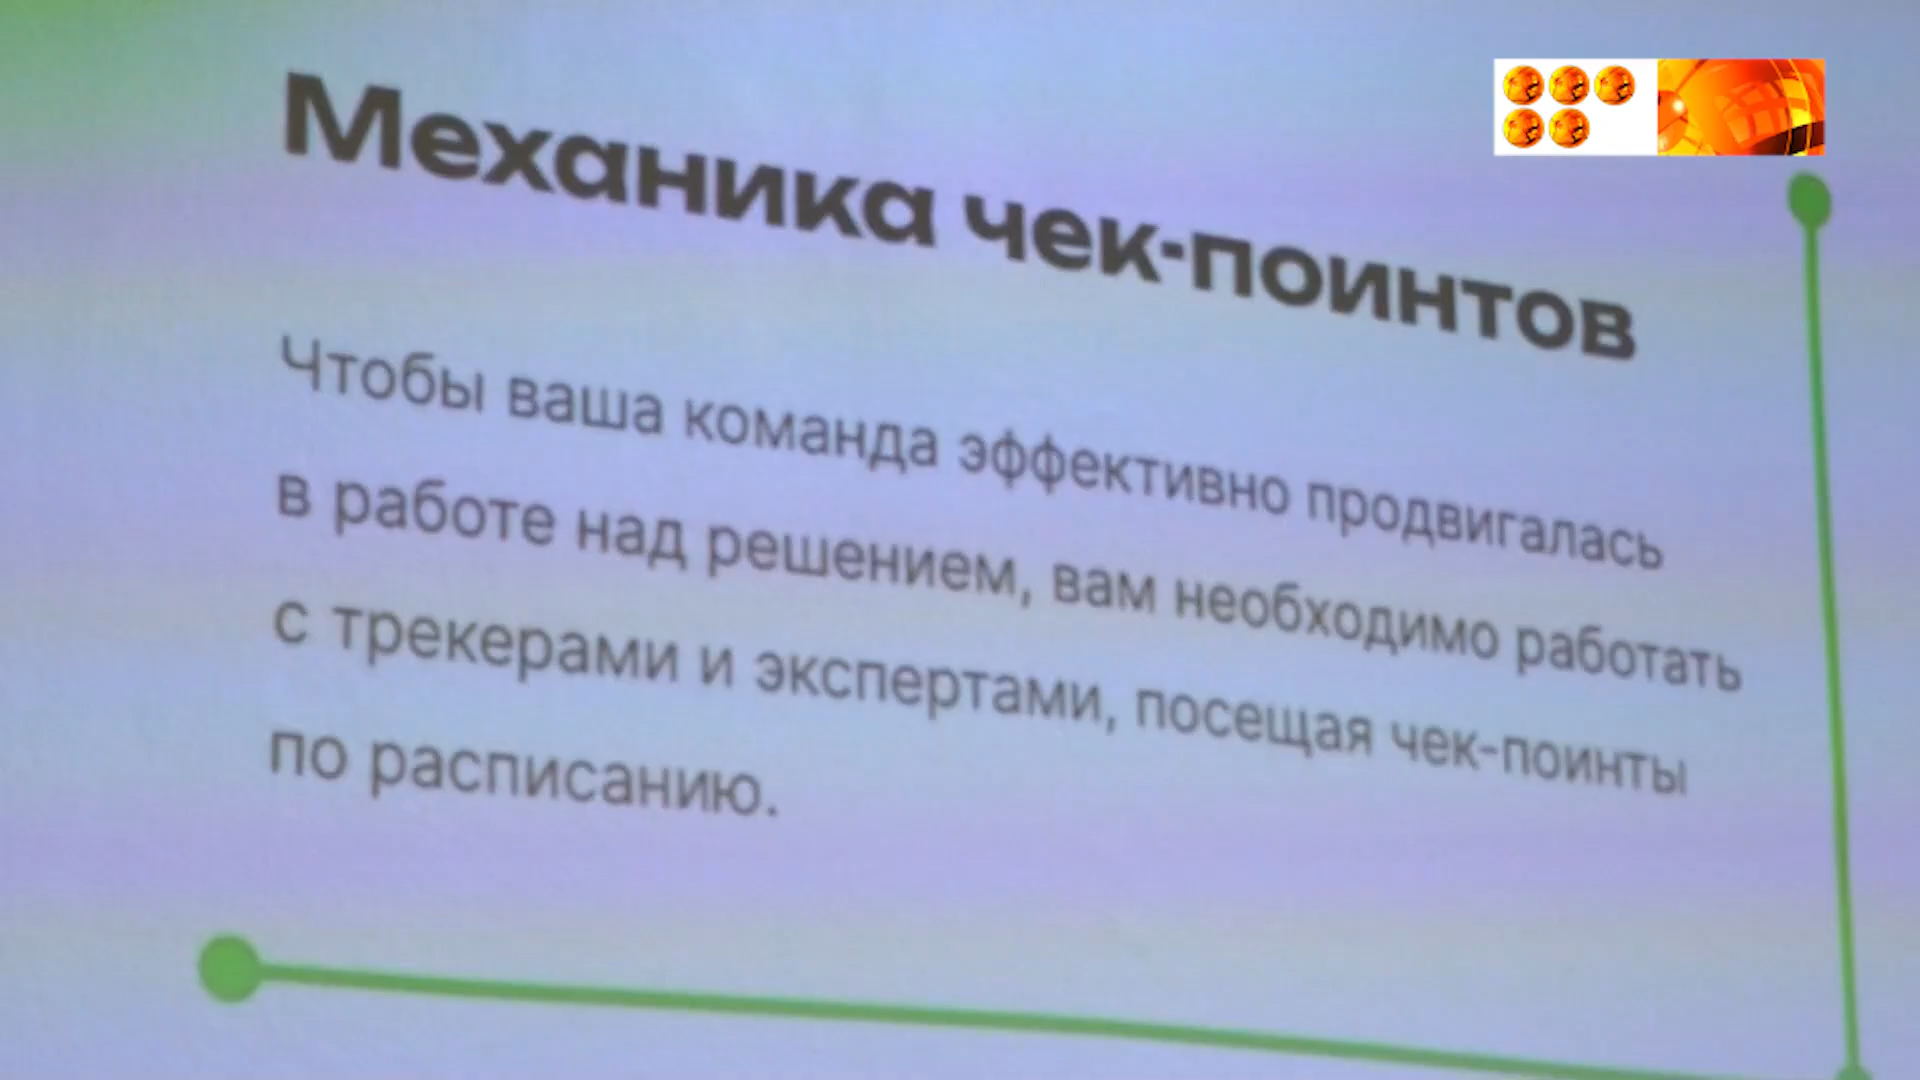 Механика чек-поинтов
Чтобы ваша команда эффективно продвигалась
в работе над решением, вам необходимо работать
с трекерами и экспертами, посещая чек-поинты
по расписанию.